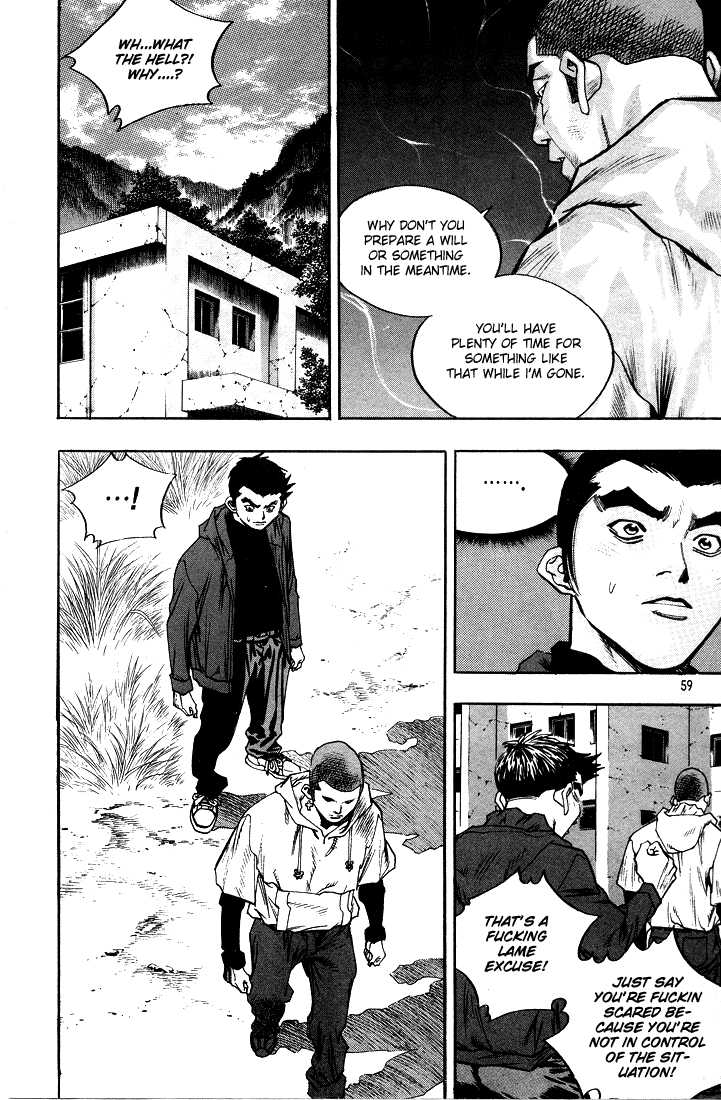 WHY DON'T YOU
PREPARE A WILL
OR SOMETHING
IN THE MEANTIME.
YOU'LL HAVE
PLENTY OF TIME FOR
SOMETHING LIKE
THAT WHILE I'M GONE.
WH...WHAT
THE HELL?!
WHY....?
.......
59
THAT'S A
FUCKING
LAME
EXCUSE!
JUST SAY
YOU'RE FUCKIN
SCARED BE-
CAUSE YOU'RE
NOT IN CONTROL
OF THE SIT-
UATION!
...!